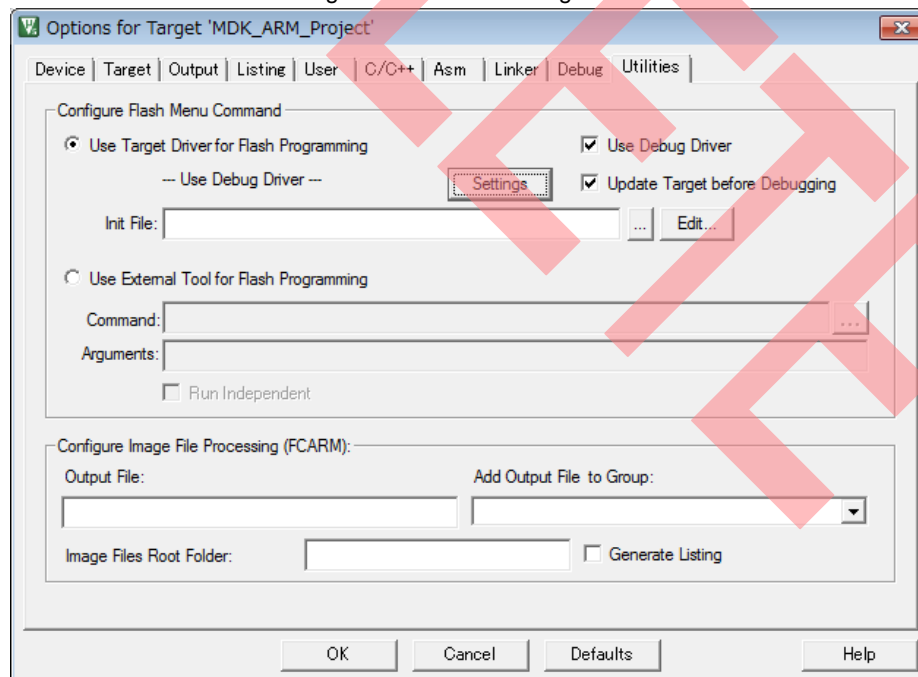 Options for Target 'MDK_ARM_Project'
Device Target Output Listing User C/C++ Asm Linker Debug Utilities
Configure Flash Menu Command
Use Target Driver for Flash Programming Use Debug Driver
--- Use Debug Driver --- Settings Update Target before Debugging
Init File: ... Edit...
Use External Tool for Flash Programming
Command: ...
Arguments:
Run Independent
Configure Image File Processing (FCARM):
Output File: Add Output File to Group:
Image Files Root Folder: Generate Listing
OK Cancel Defaults Help